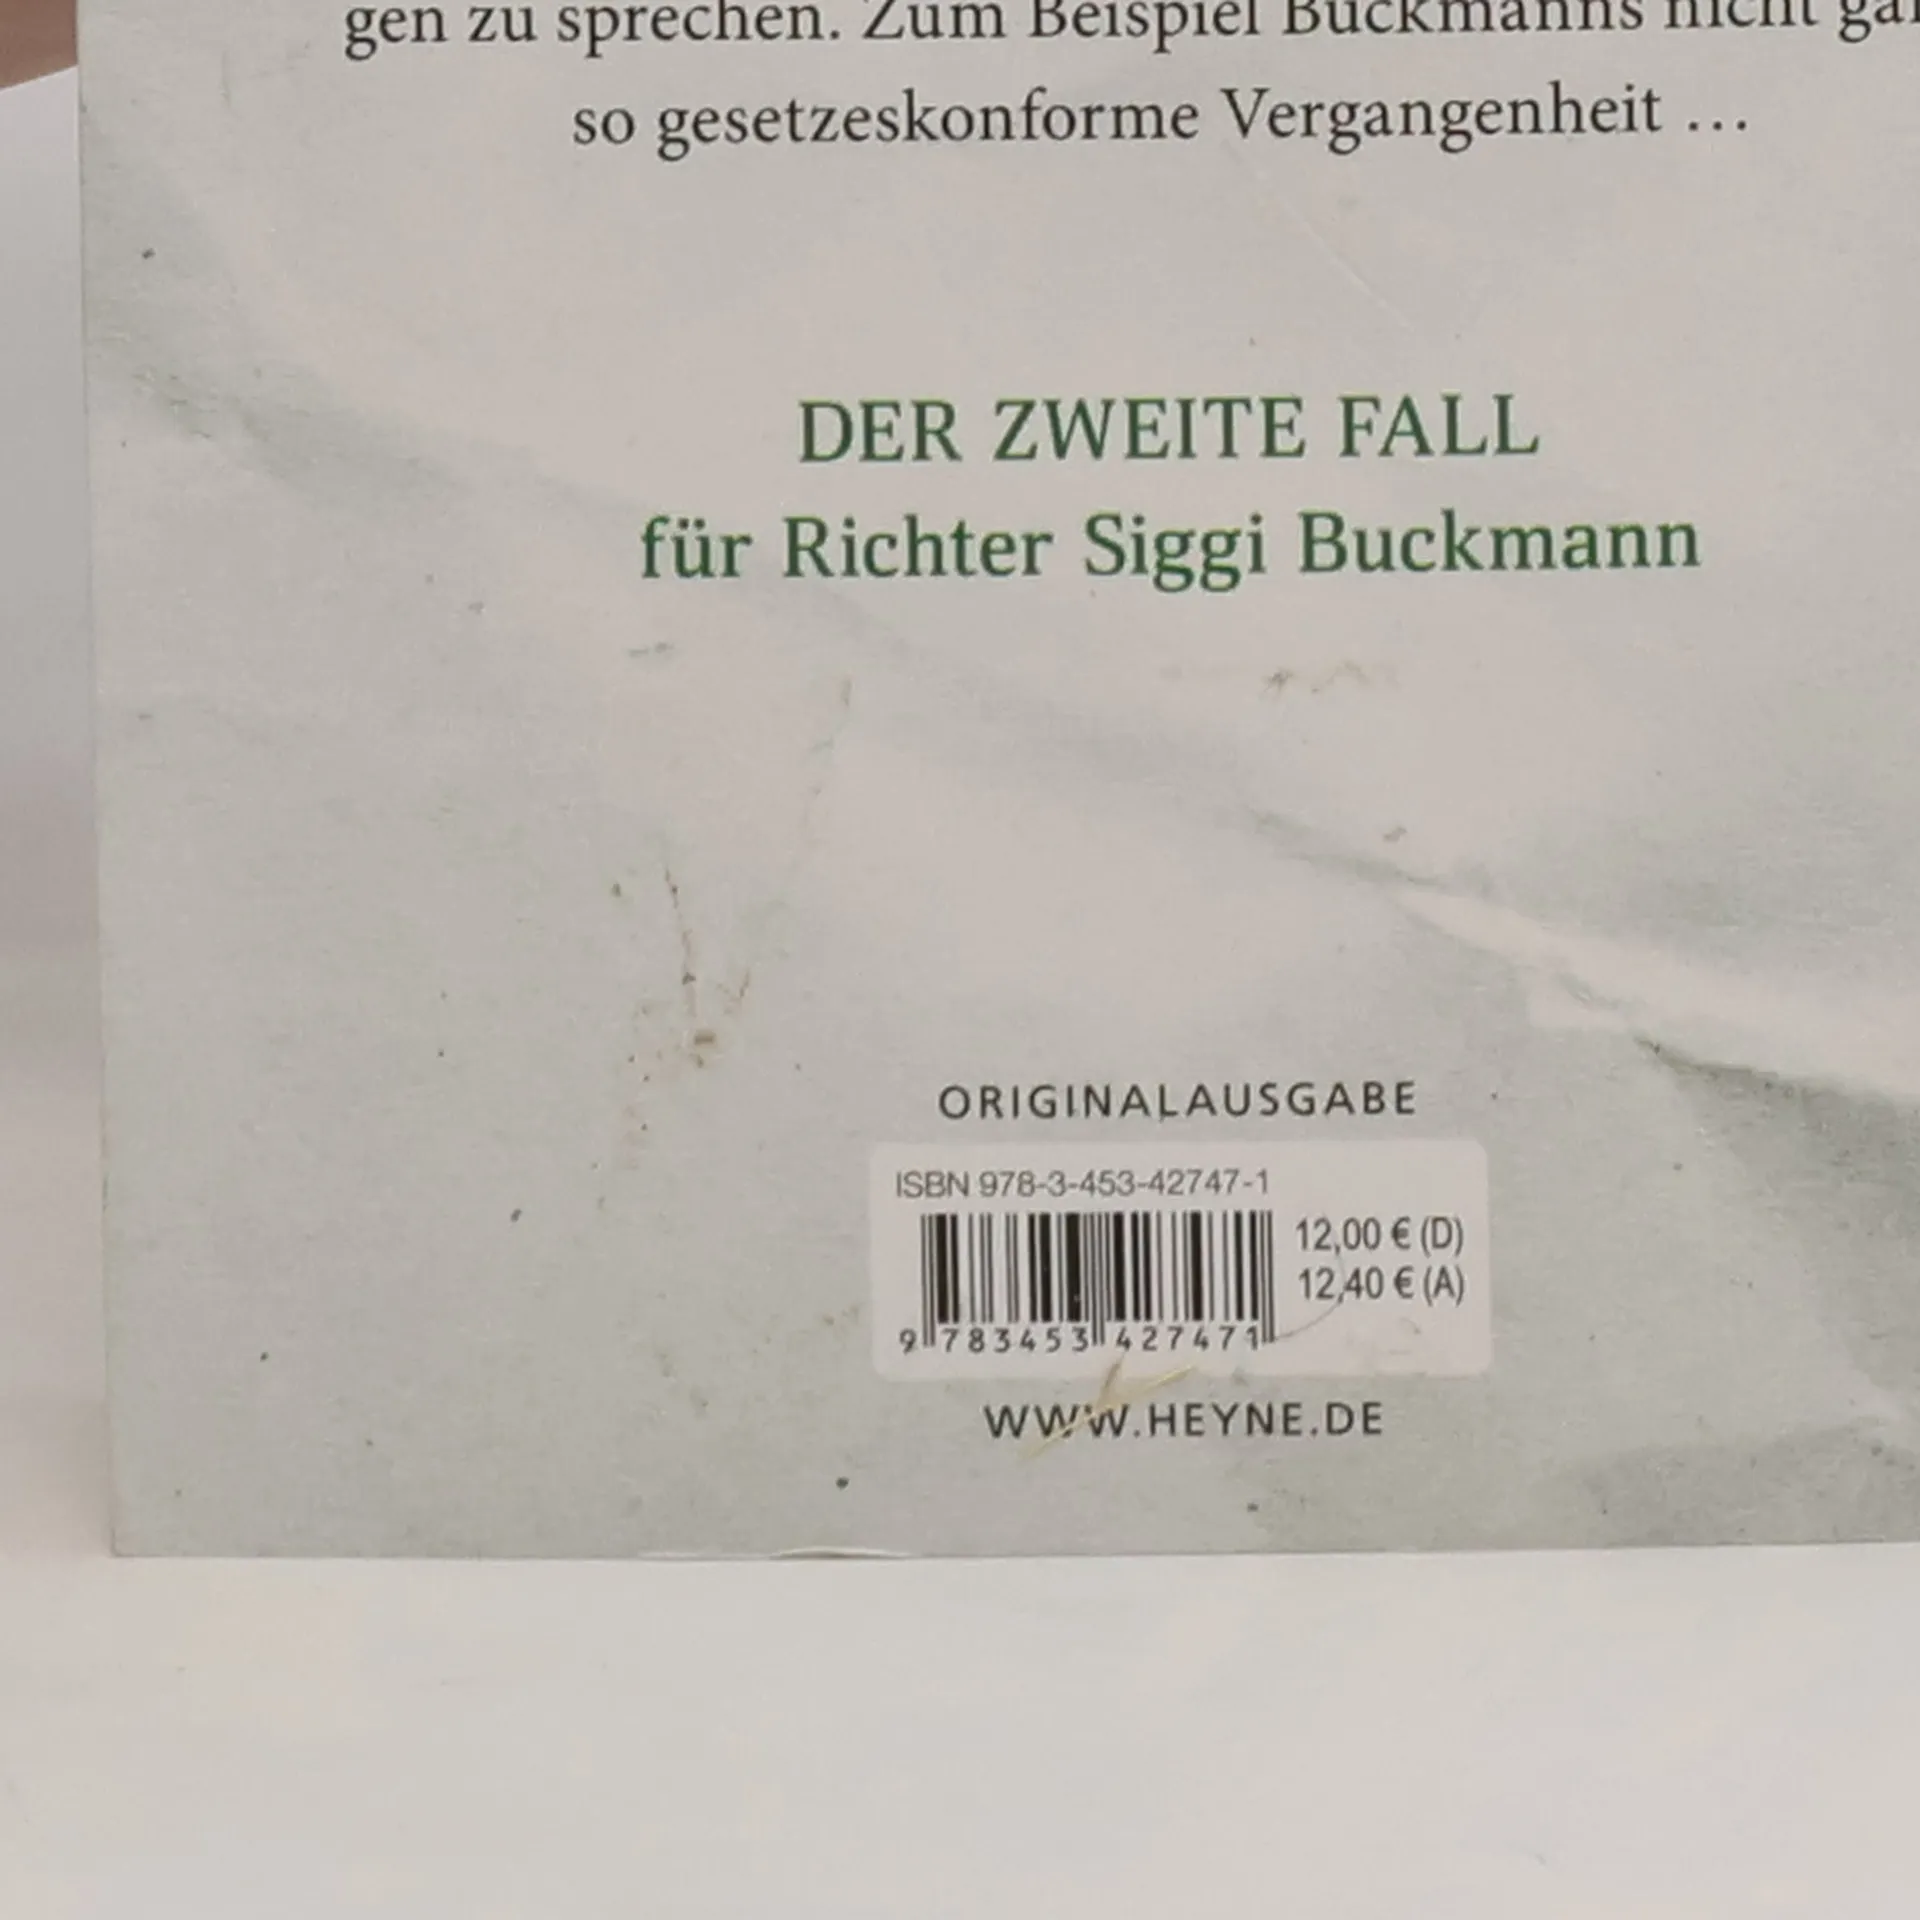 gen zu sprechen. Zum Beispiel Buckmanns nicht
so gesetzeskonforme Vergangenheit ...
DER ZWEITE FALL
für Richter Siggi Buckmann
ORIGINALAUSGABE
ISBN 978-3-453-42747-1
12,00 € (D)
12,40 € (A)
9 783453 427471
WWW.HEYNE.DE